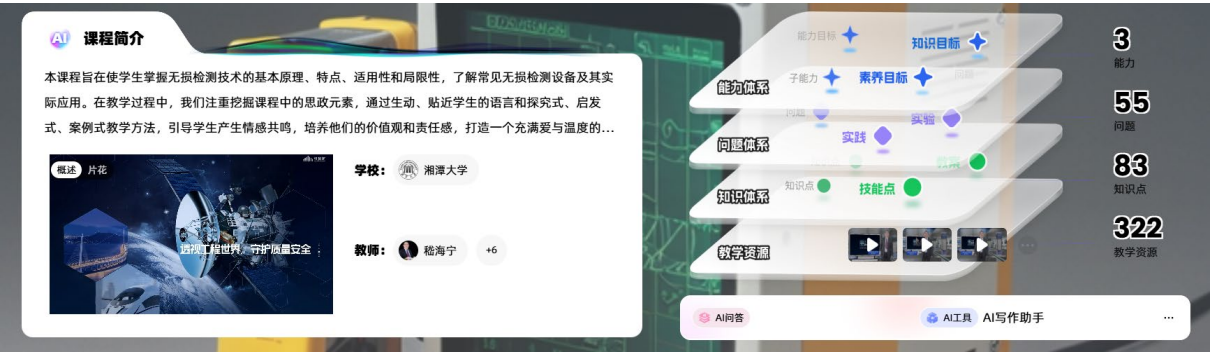 AI 课程简介
本课程旨在使学生掌握无损检测技术的基本原理、特点、适用性和局限性，了解常见无损检测设备及其实
际应用。在教学过程中，我们注重挖掘课程中的思政元素，通过生动、贴近学生的语言和探究式、启发
式、案例式教学方法，引导学生产生情感共鸣，培养他们的价值观和责任感，打造一个充满爱与温度的...
概述 片花
透视工程世界，守护质量安全
学校： 湘潭大学
教师： 嵇海宁 +6
能力目标 知识目标
子能力 素养目标 问题
能力体系
问题 实验
实践
问题体系
教案
知识点 技能点
知识体系
教学资源
3
能力
55
问题
83
知识点
322
教学资源
AI问答
AI工具 AI写作助手 ...